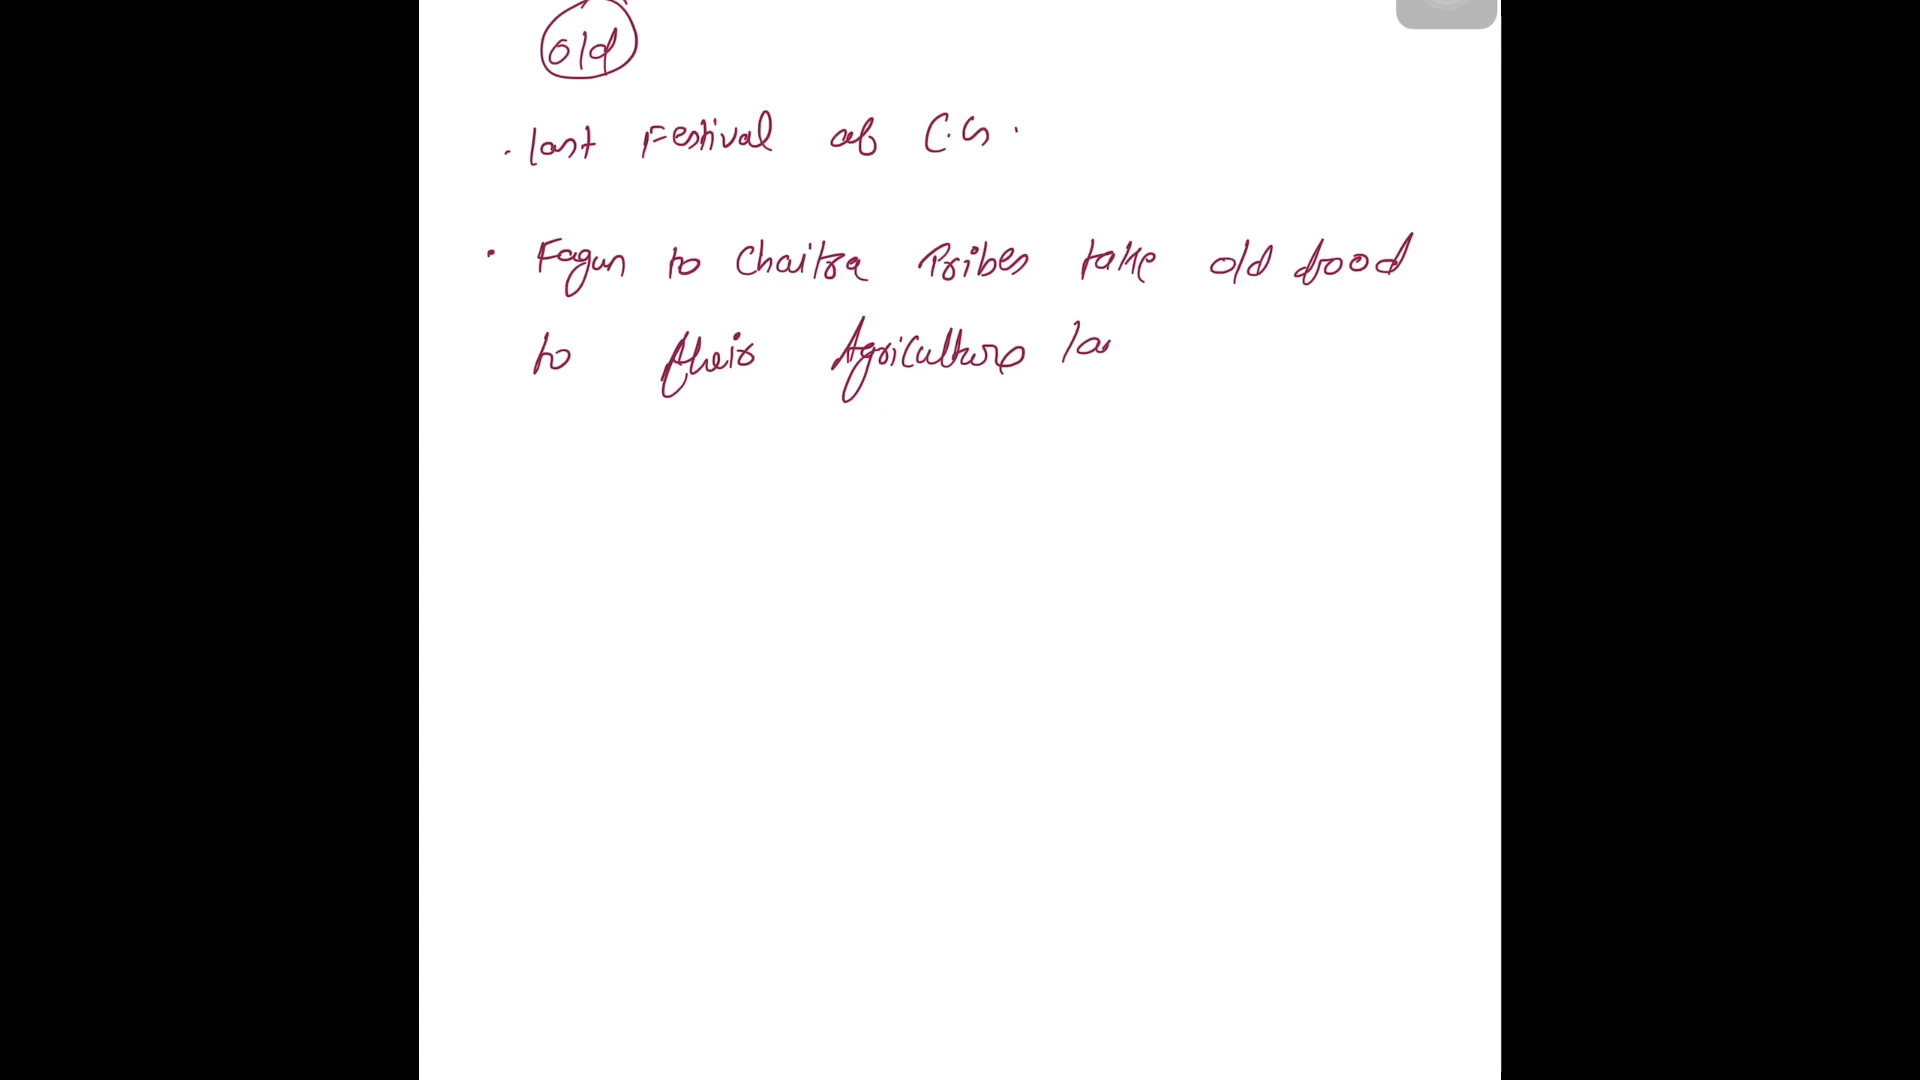 old
. last Festival of C.G.
• Fagun to Chaitra Tribes take old food
to their Agriculture la